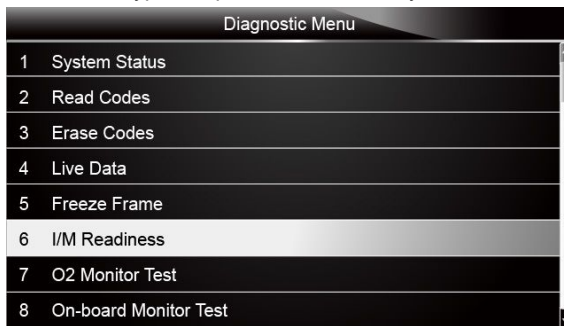 Diagnostic Menu
1 System Status
2 Read Codes
3 Erase Codes
4 Live Data
5 Freeze Frame
6 I/M Readiness
7 O2 Monitor Test
8 On-board Monitor Test